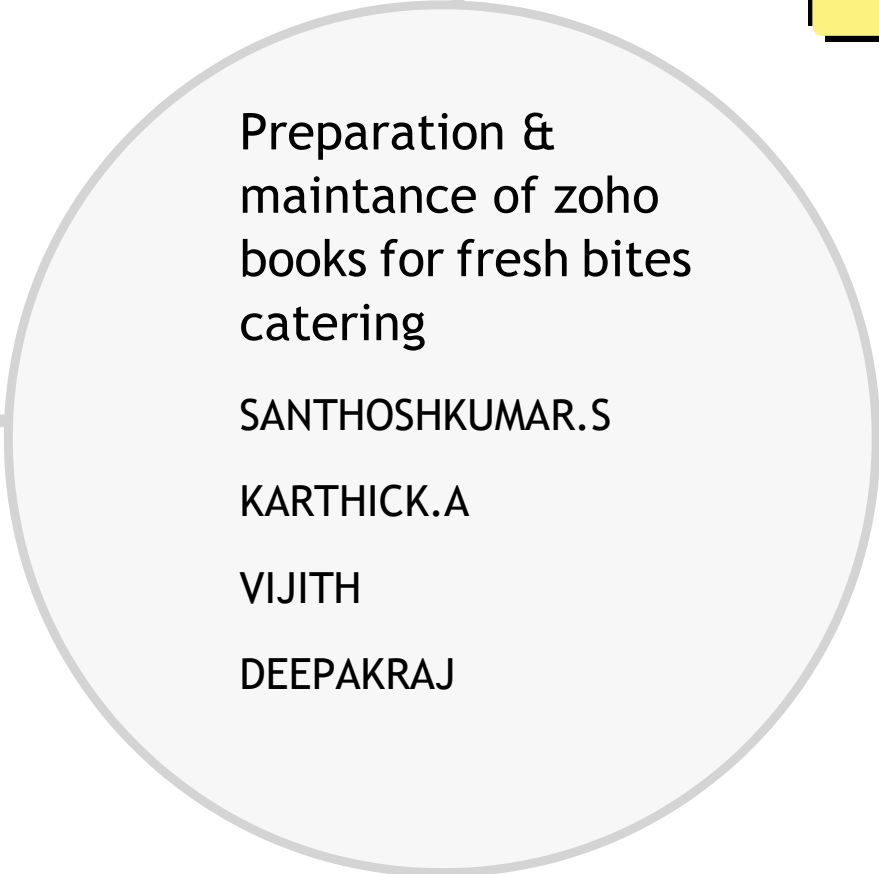 Preparation &
maintance of zoho
books for fresh bites
catering
SANTHOSHKUMAR.S
KARTHICK.A
VIJITH
DEEPAKRAJ